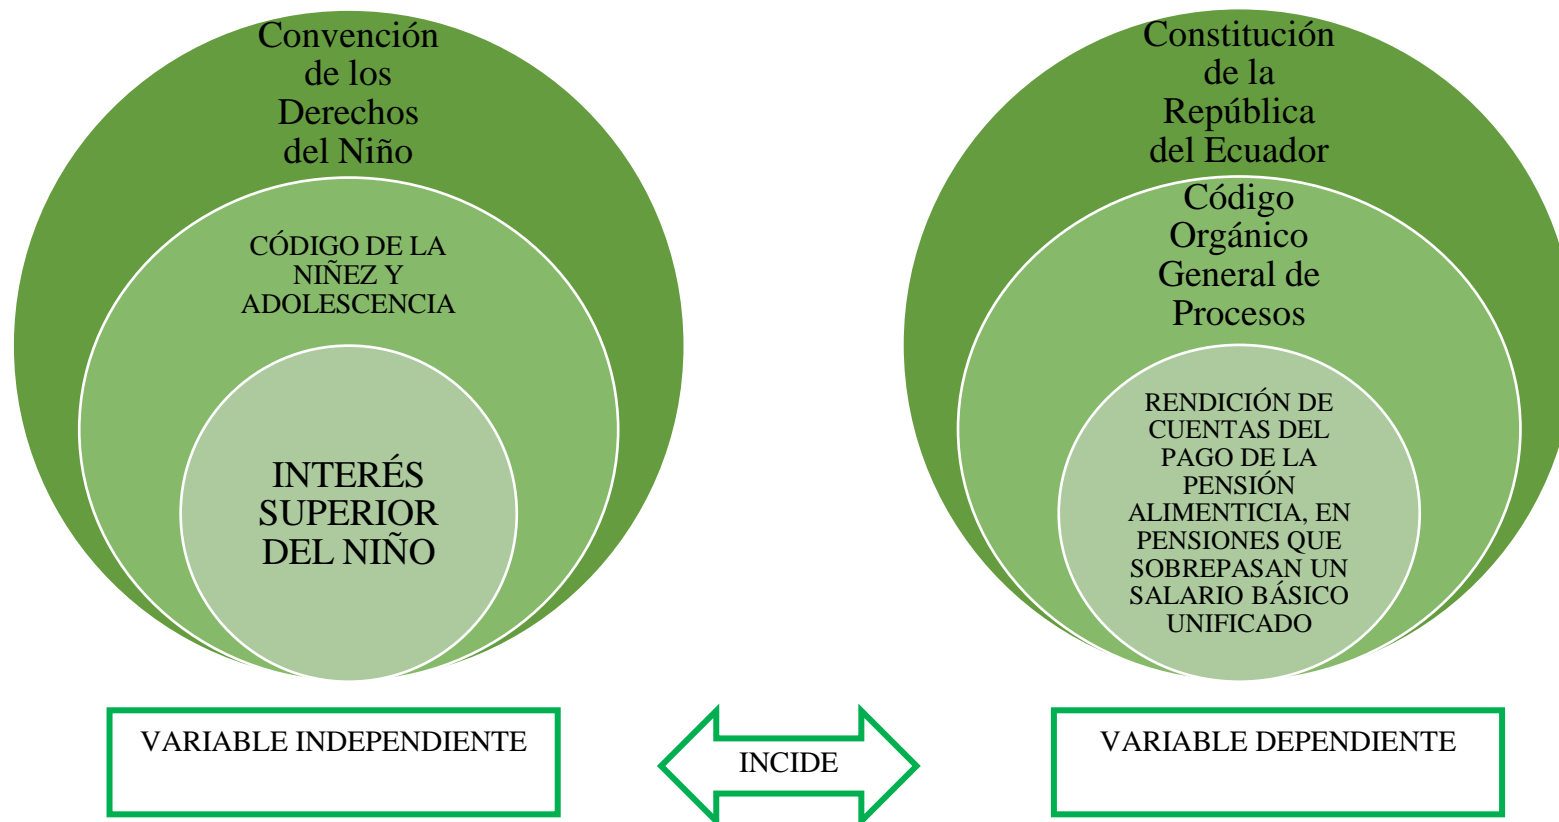 Convención
de los
Derechos
del Niño
CÓDIGO DE LA
NIÑEZ Y
ADOLESCENCIA
INTERÉS
SUPERIOR
DEL NIÑO
Constitución
de la
República
del Ecuador
Código
Orgánico
General de
Procesos
RENDICIÓN DE
CUENTAS DEL
PAGO DE LA
PENSIÓN
ALIMENTICIA, EN
PENSIONES QUE
SOBREPASAN UN
SALARIO BÁSICO
UNIFICADO
VARIABLE INDEPENDIENTE
INCIDE
VARIABLE DEPENDIENTE